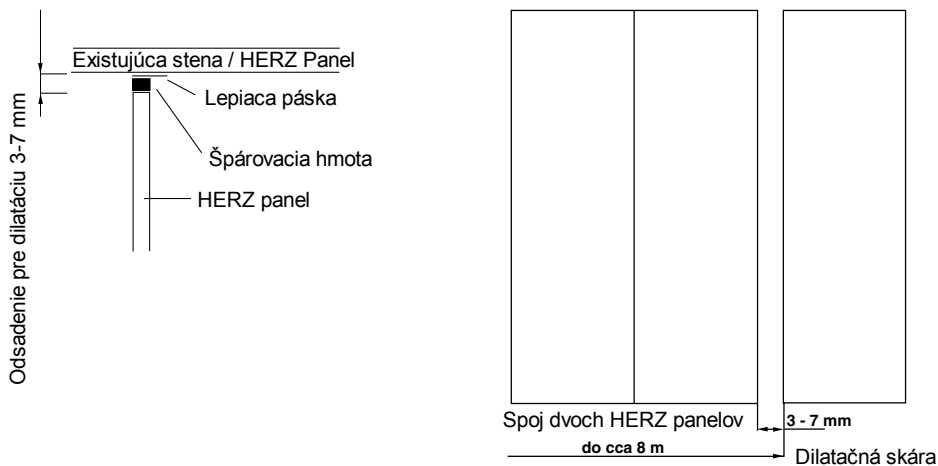 Existujúca stena / HERZ Panel
Lepiaca páska
Špárovacia hmota
HERZ panel
Odsadenie pre dilatáciu 3-7 mm
Spoj dvoch HERZ panelov
3 - 7 mm
do cca 8 m
Dilatačná skára